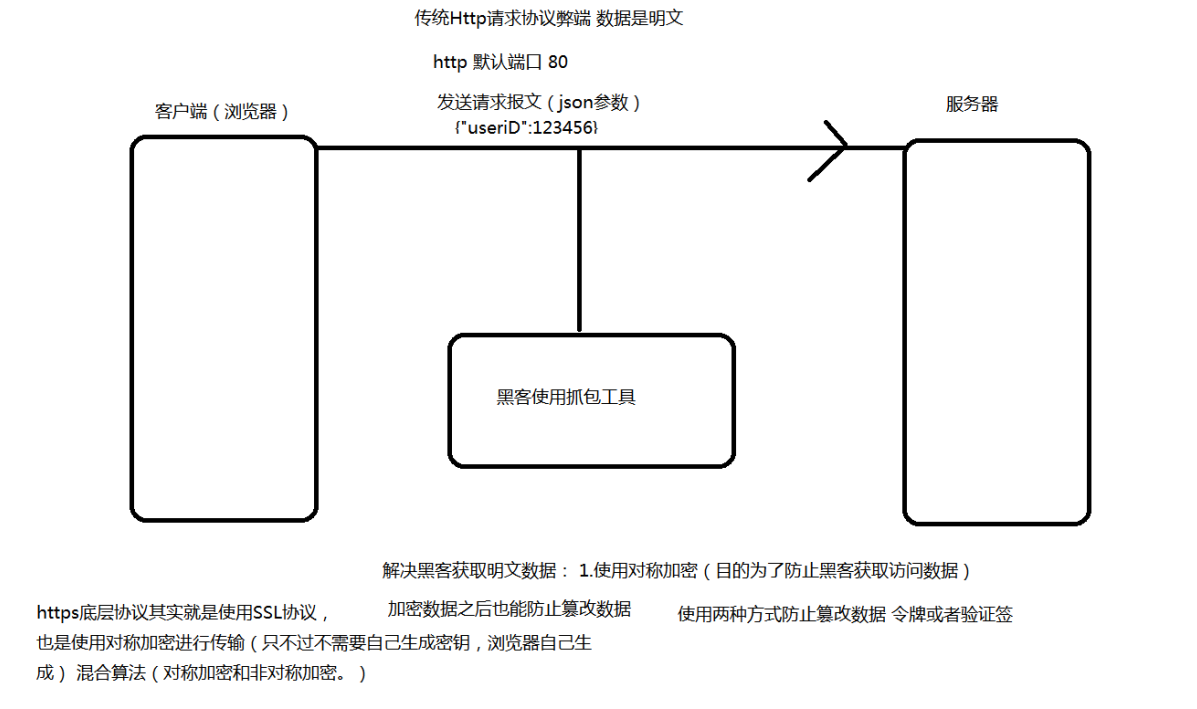 传统Http请求协议弊端 数据是明文
http 默认端口 80
发送请求报文（json参数）
{"useriD":123456}
客户端（浏览器）
服务器
黑客使用抓包工具
解决黑客获取明文数据： 1.使用对称加密（目的为了防止黑客获取访问数据）
加密数据之后也能防止篡改数据
使用两种方式防止篡改数据 令牌或者验证签
https底层协议其实就是使用SSL协议，
也是使用对称加密进行传输（只不过不需要自己生成密钥，浏览器自己生
成） 混合算法（对称加密和非对称加密。）